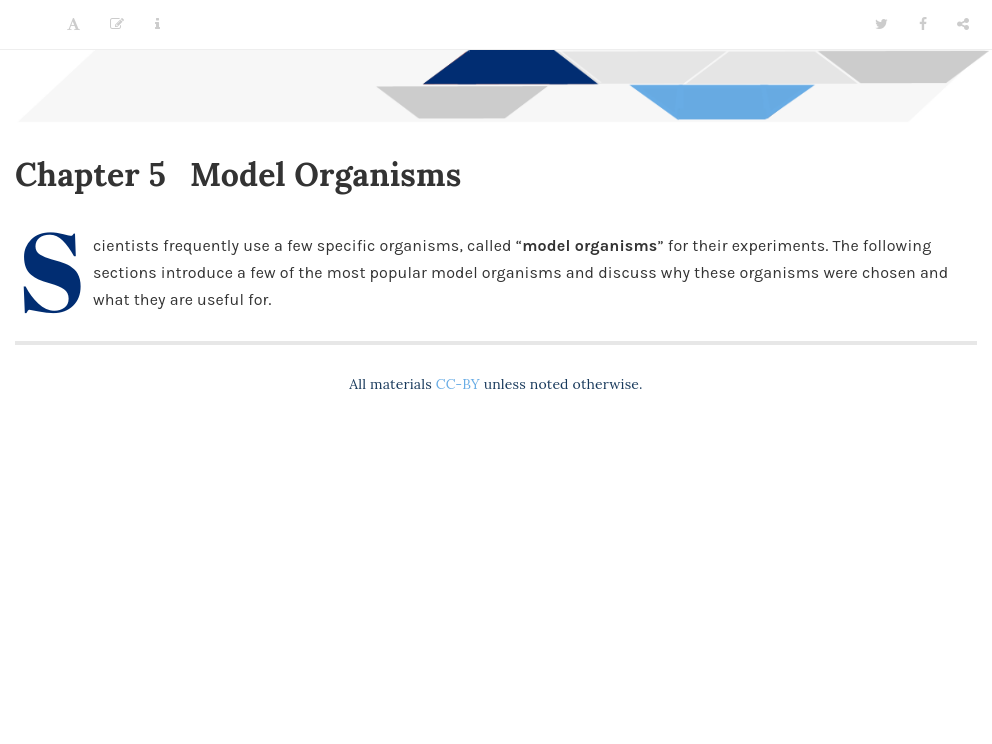 Chapter 5 Model Organisms
Scientists frequently use a few specific organisms, called “model organisms” for their experiments. The following
sections introduce a few of the most popular model organisms and discuss why these organisms were chosen and
what they are useful for.
All materials CC-BY unless noted otherwise.